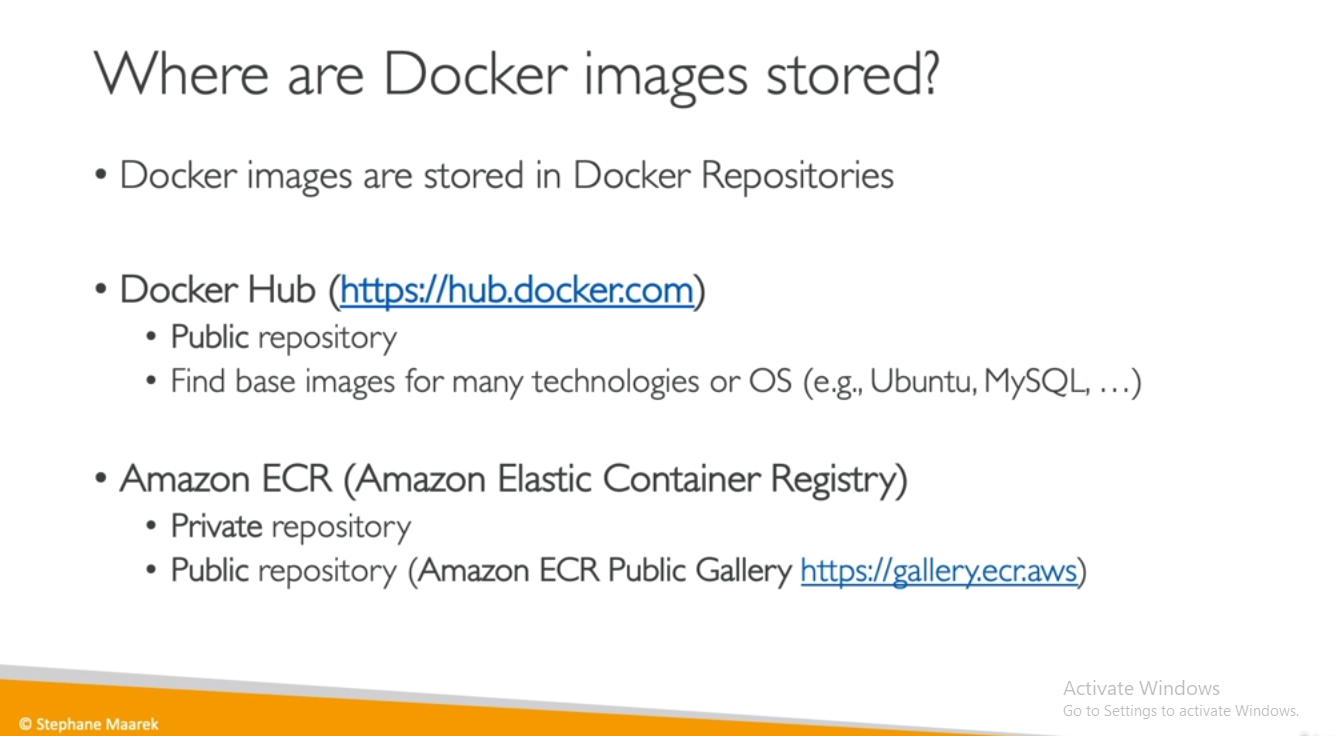 Where are Docker images stored?
• Docker images are stored in Docker Repositories
• Docker Hub (https://hub.docker.com)
• Public repository
• Find base images for many technologies or OS (e.g., Ubuntu, MySQL, …)
• Amazon ECR (Amazon Elastic Container Registry)
• Private repository
• Public repository (Amazon ECR Public Gallery https://gallery.ecr.aws)
Activate Windows
Go to Settings to activate Windows.
© Stephane Maarek